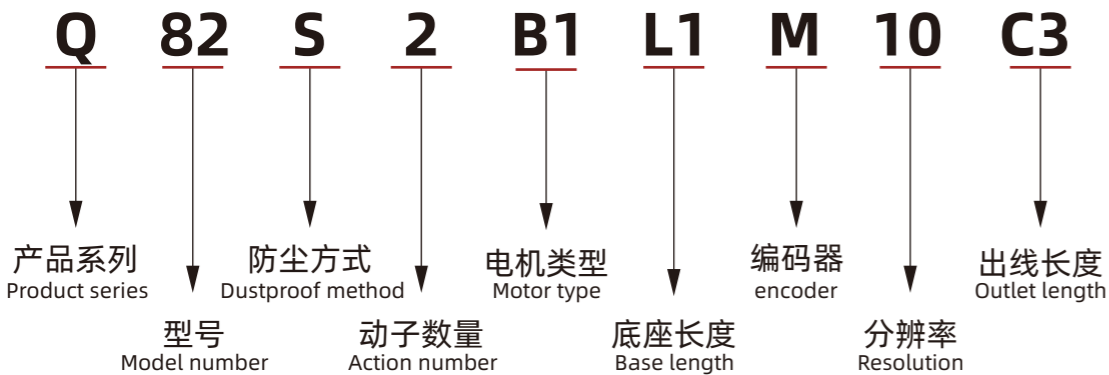 Q 82 S 2 B1 L1 M 10 C3
产品系列 防尘方式 电机类型 编码器 出线长度
Product series Dustproof method Motor type encoder Outlet length
型号 动子数量 底座长度 分辨率
Model number Action number Base length Resolution